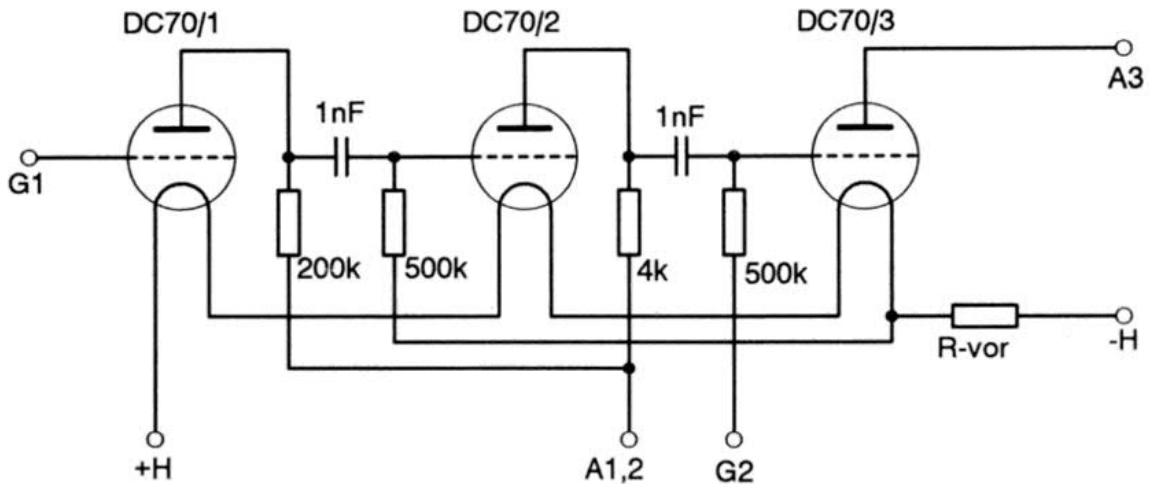 DC70/1
DC70/2
DC70/3
A3
1nF
1nF
G1
200k
500k
4k
500k
R-vor
-H
+H
A1,2
G2